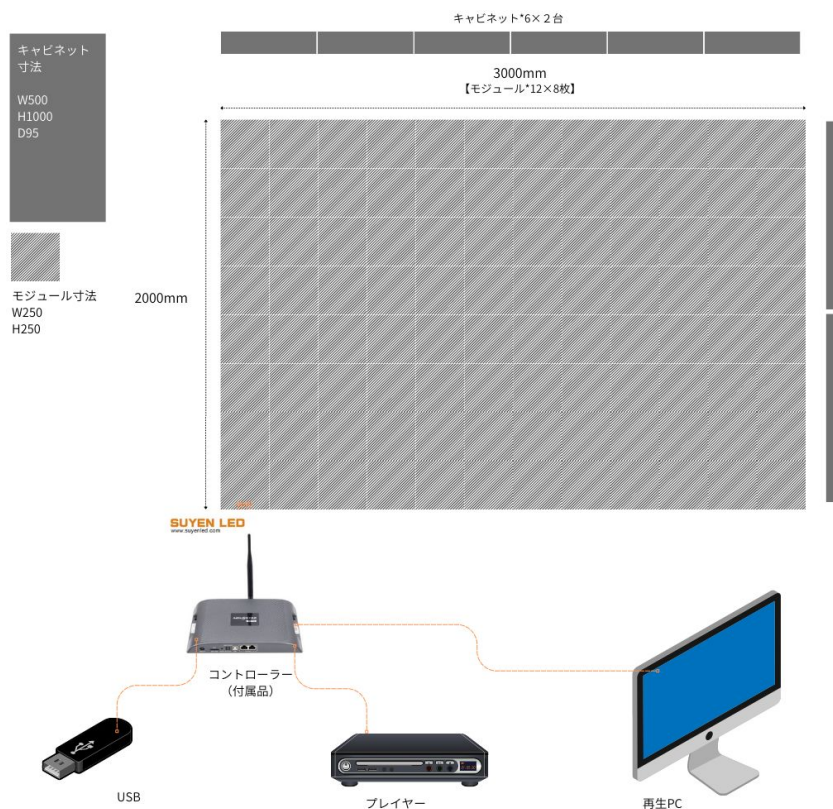 キャビネット*6×２台
キャビネット
寸法
W500
H1000
D95
3000mm
【モジュール*12×8枚】
モジュール寸法
W250
H250
2000mm
SUYEN LED
www.suyenled.com
コントローラー
（付属品）
USB
プレイヤー
再生PC